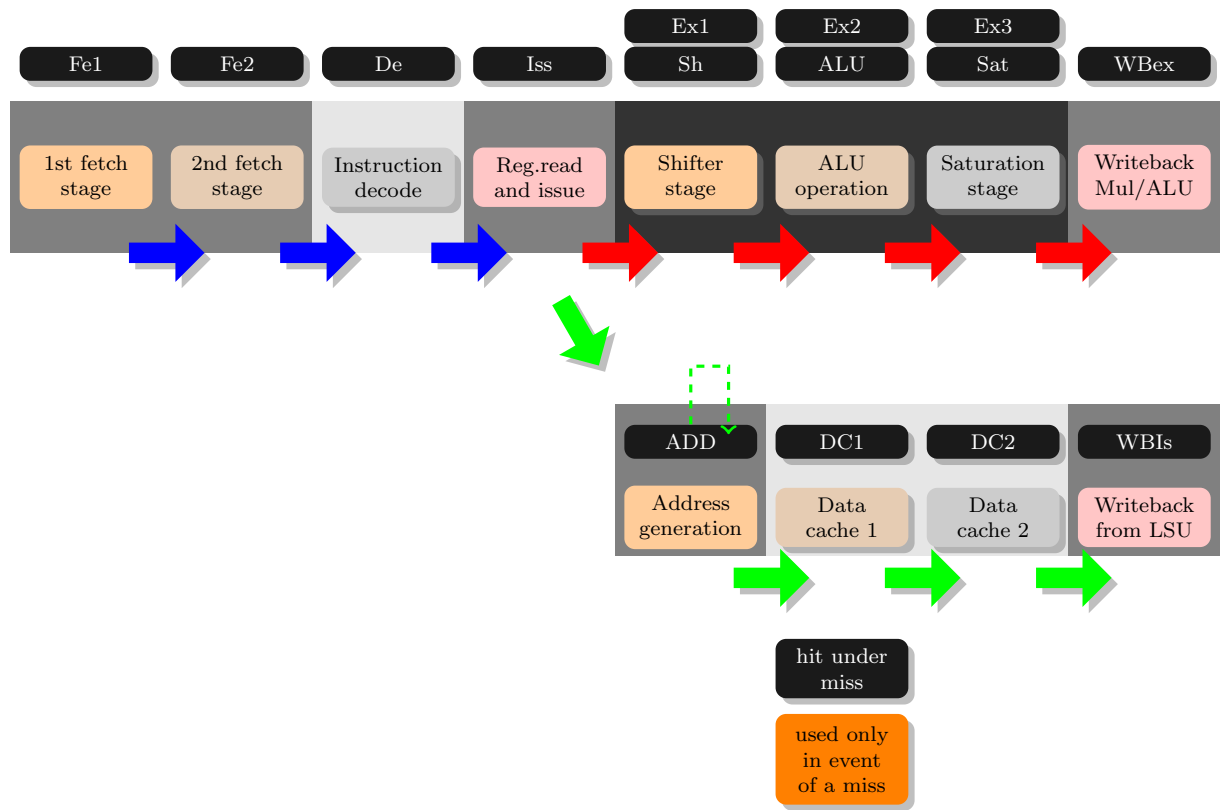 Ex1 Ex2 Ex3
Fe1 Fe2 De Iss Sh ALU Sat WBex
1st fetch
stage
2nd fetch
stage
Instruction
decode
Reg.read
and issue
Shifter
stage
ALU
operation
Saturation
stage
Writeback
Mul/ALU
ADD DC1 DC2 WBIs
Address
generation
Data
cache 1
Data
cache 2
Writeback
from LSU
hit under
miss
used only
in event
of a miss